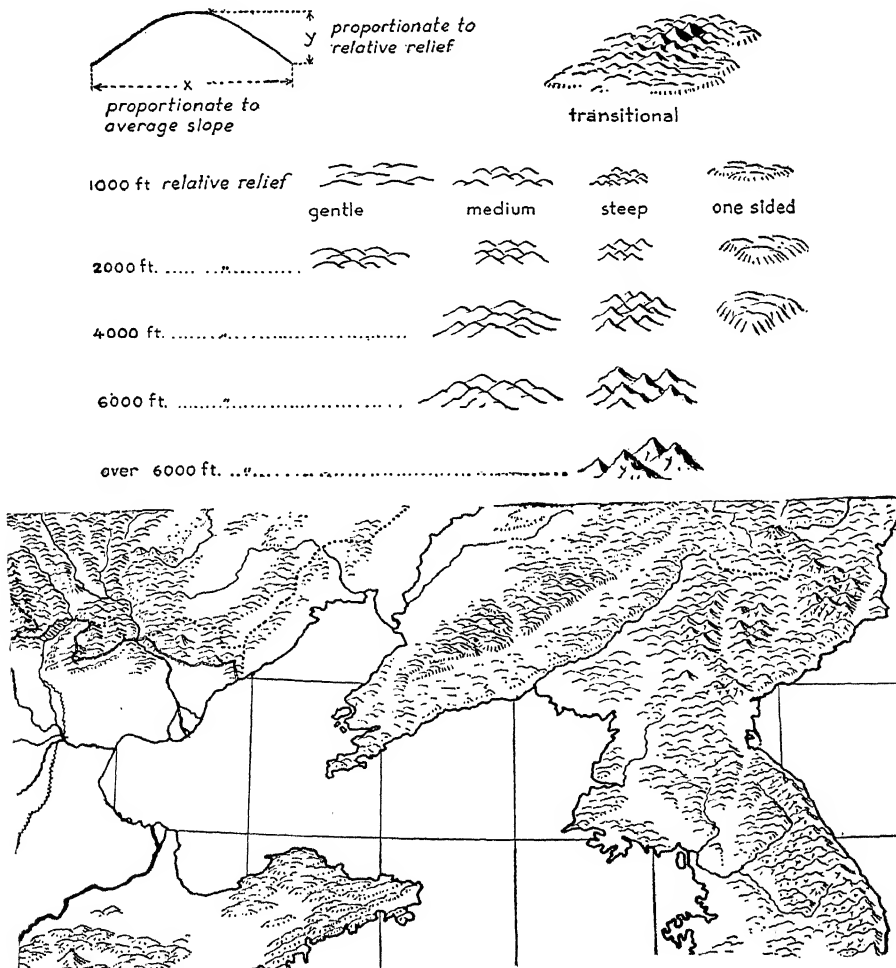 y proportionate to
relative relief
x
proportionate to
average slope
transitional
1000 ft relative relief
gentle medium steep one sided
2000 ft. ..... „ ............
4000 ft. ....... „ ...............................
6000 ft. ....... „ ..............................
over 6000 ft. .. „ ..............................................